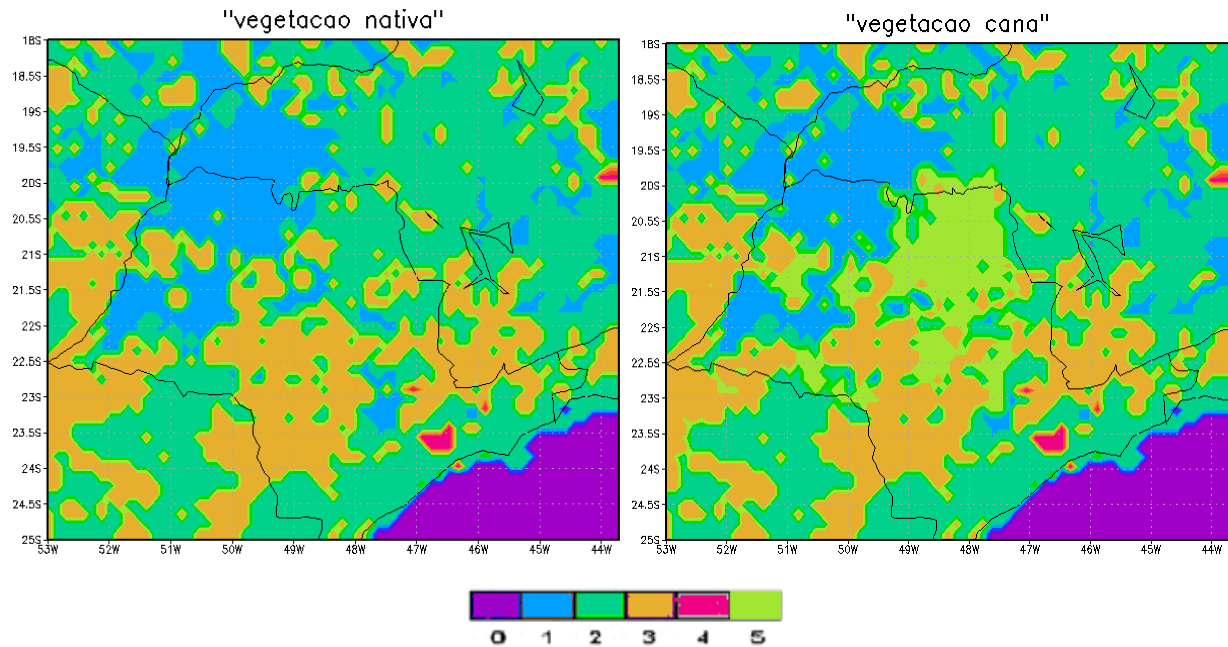 "vegetacao nativa"
"vegetacao cana"
18S
18.5S
19S
19.5S
20S
20.5S
21S
21.5S
22S
22.5S
23S
23.5S
24S
24.5S
25S
53W 52W 51W 50W 49W 48W 47W 46W 45W 44W
18S
18.5S
19S
19.5S
20S
20.5S
21S
21.5S
22S
22.5S
23S
23.5S
24S
24.5S
25S
53W 52W 51W 50W 49W 48W 47W 46W 45W 44W
0 1 2 3 4 5